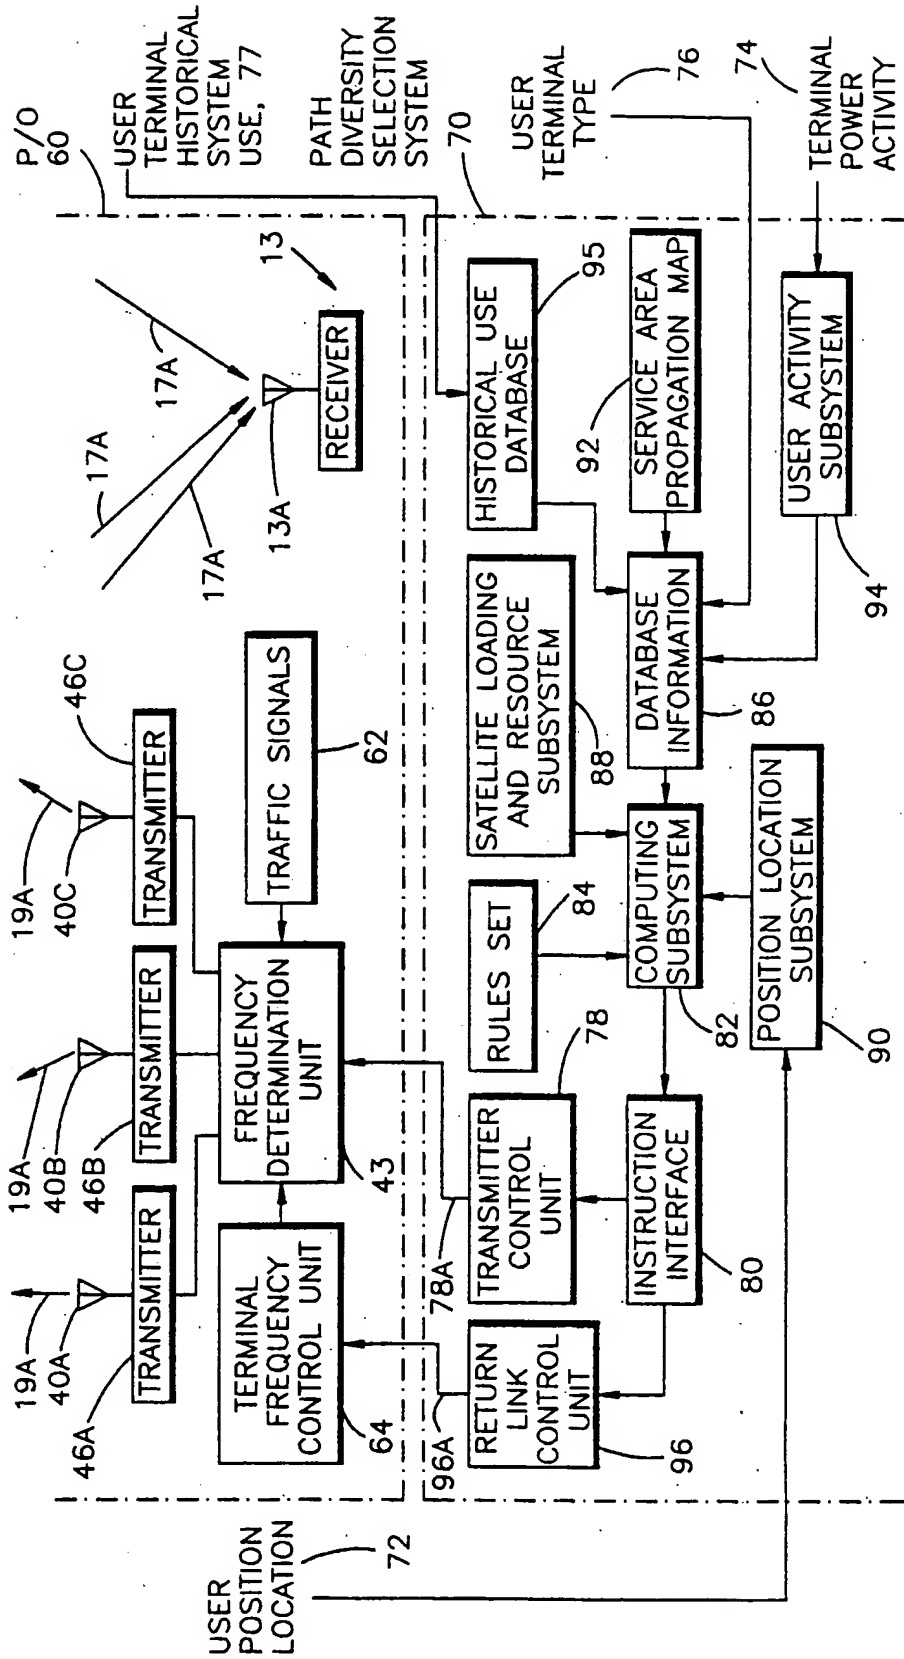 P/O
60
USER
TERMINAL
HISTORICAL
SYSTEM
USE, 77
PATH
DIVERSITY
SELECTION
SYSTEM
70
USER
TERMINAL
TYPE
76
74
TERMINAL
POWER
ACTIVITY
19A
40A
TRANSMITTER
46A
19A
40B
TRANSMITTER
46B
19A
40C
TRANSMITTER
46C
17A
17A
17A
13A
13
RECEIVER
TERMINAL
FREQUENCY
CONTROL UNIT
64
FREQUENCY
DETERMINATION
UNIT
43
TRAFFIC SIGNALS
62
96A
RETURN
LINK
CONTROL
UNIT
96
78A
TRANSMITTER
CONTROL
UNIT
78
RULES SET
84
SATELLITE LOADING
AND RESOURCE
SUBSYSTEM
88
HISTORICAL USE
DATABASE
95
INSTRUCTION
INTERFACE
80
COMPUTING
SUBSYSTEM
82
DATABASE
INFORMATION
86
92
SERVICE AREA
PROPAGATION MAP
POSITION LOCATION
SUBSYSTEM
90
USER ACTIVITY
SUBSYSTEM
94
USER
POSITION
LOCATION
72